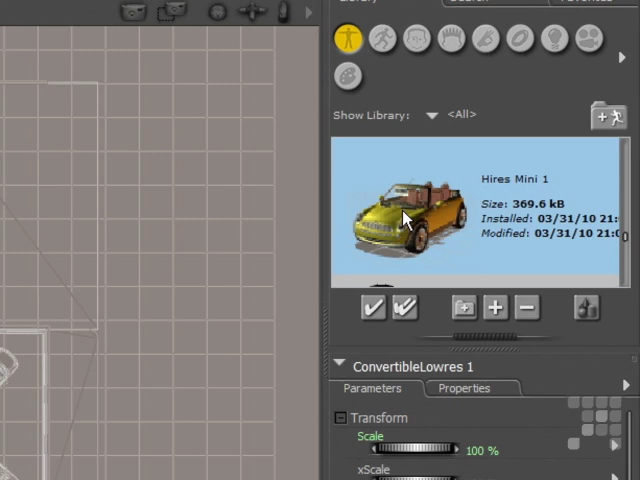 Library
Favorites
Show Library: <All>
Hires Mini 1
Size: 369.6 kB
Installed: 03/31/10 21:
Modified: 03/31/10 21:
ConvertibleLowres 1
Parameters Properties
Transform
Scale
100 %
xScale